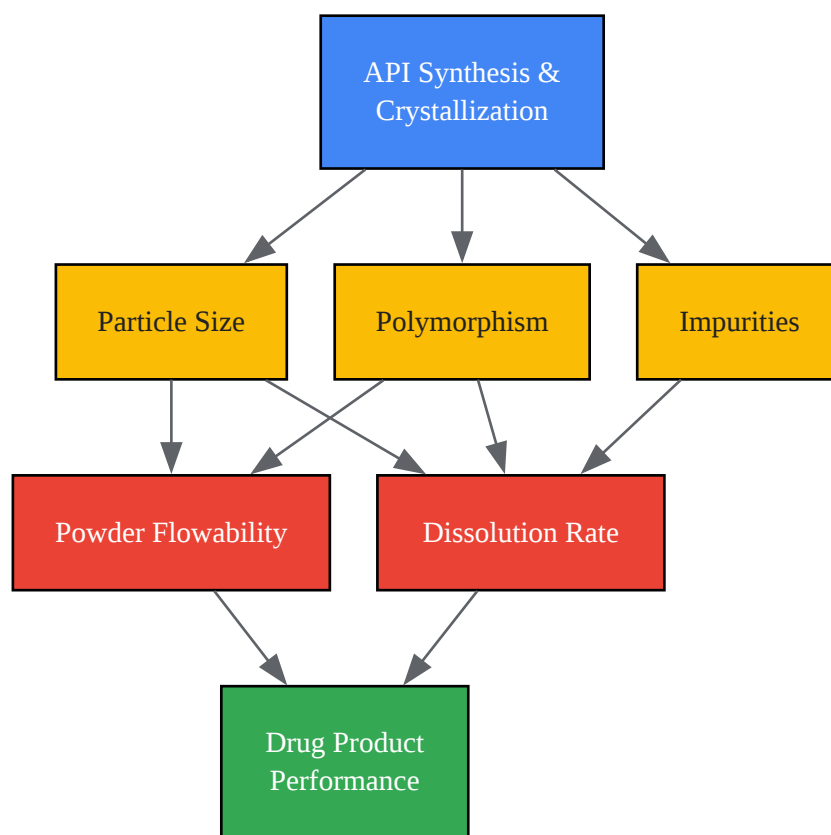 API Synthesis &
Crystallization
Particle Size
Polymorphism
Impurities
Powder Flowability
Dissolution Rate
Drug Product
Performance